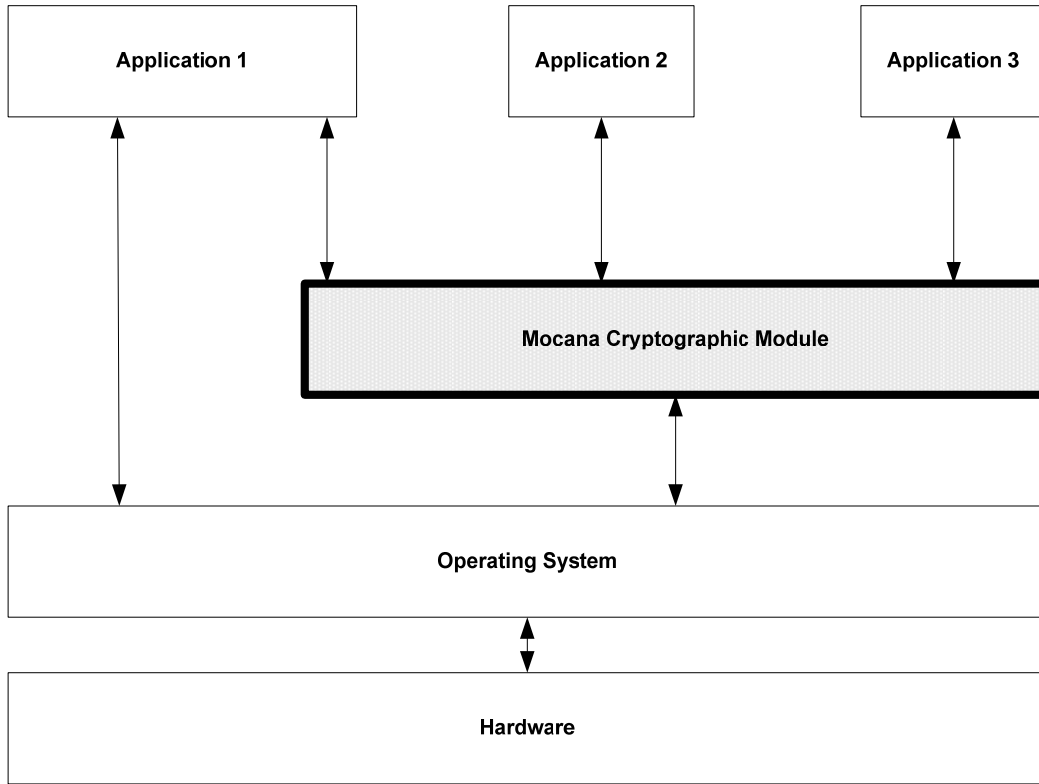 Application 1
Application 2
Application 3
Mocana Cryptographic Module
Operating System
Hardware